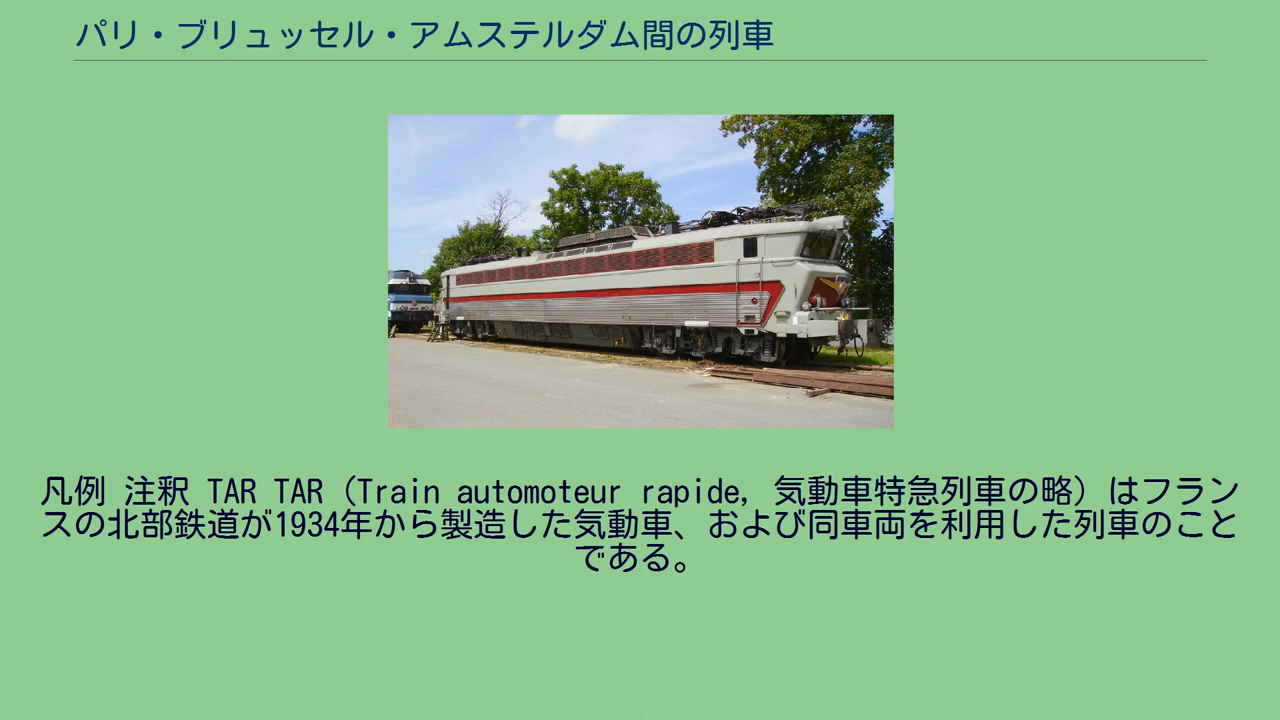 パリ・ブリュッセル・アムステルダム間の列車
凡例 注釈 TAR TAR（Train automoteur rapide, 気動車特急列車の略）はフラン
スの北部鉄道が1934年から製造した気動車、および同車両を利用した列車のこと
である。